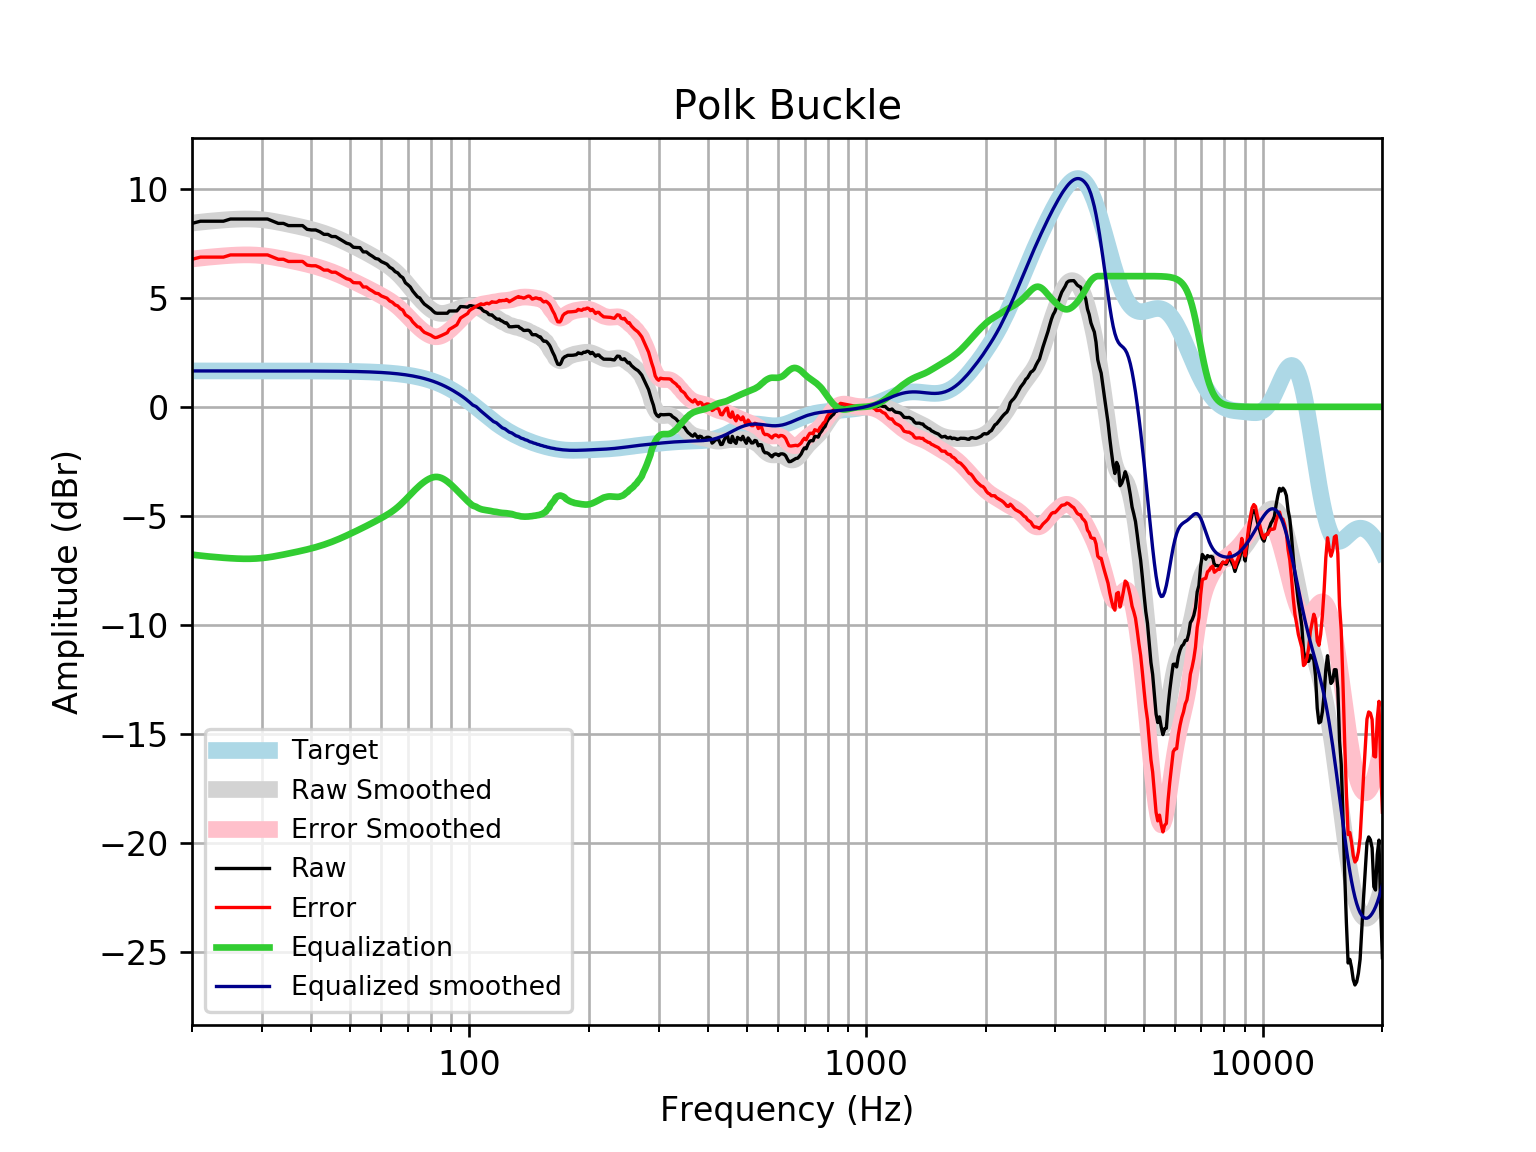 Polk Buckle
10
5
0
−5
−10
−15
−20
−25
Amplitude (dBr)
Target
Raw Smoothed
Error Smoothed
Raw
Error
Equalization
Equalized smoothed
100
1000
10000
Frequency (Hz)